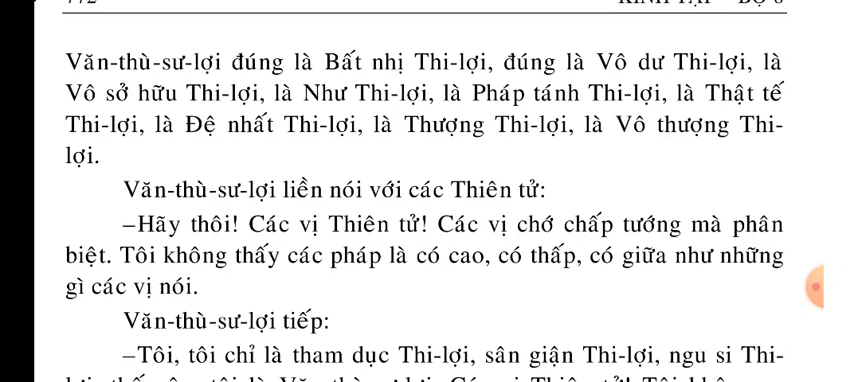 Văn-thù-sư-lợi đúng là Bất nhị Thi-lợi, đúng là Vô dư Thi-lợi, là
Vô sở hữu Thi-lợi, là Như Thi-lợi, là Pháp tánh Thi-lợi, là Thật tế
Thi-lợi, là Đệ nhất Thi-lợi, là Thượng Thi-lợi, là Vô thượng Thi-
lợi.
Văn-thù-sư-lợi liền nói với các Thiên tử:
–Hãy thôi! Các vị Thiên tử! Các vị chớ chấp tướng mà phân
biệt. Tôi không thấy các pháp là có cao, có thấp, có giữa như những
gì các vị nói.
Văn-thù-sư-lợi tiếp:
–Tôi, tôi chỉ là tham dục Thi-lợi, sân giận Thi-lợi, ngu si Thi-